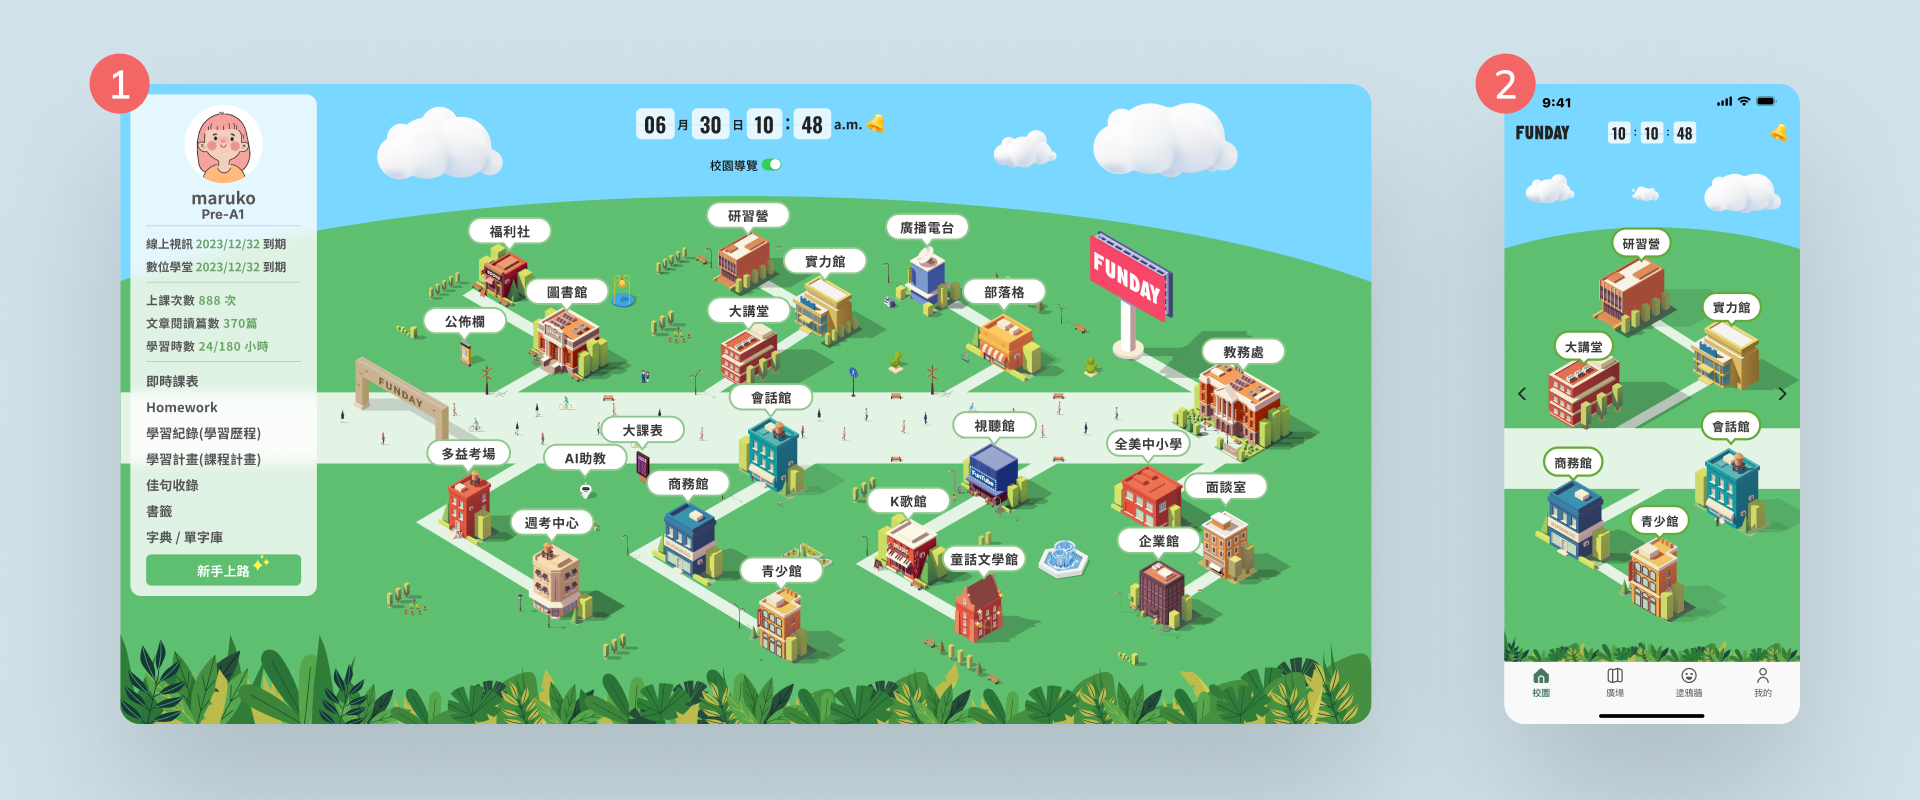 1
maruko
Pre-A1
線上視訊 2023/12/32 到期
數位學堂 2023/12/32 到期
上課次數 888 次
文章閱讀篇數 370篇
學習時數 24/180 小時
即時課表
Homework
學習紀錄(學習歷程)
學習計畫(課程計畫)
佳句收錄
書籤
字典 / 單字庫
新手上路
06 月 30 日 10 : 48 a.m.
校園導覽
福利社
研習營
廣播電台
實力館
圖書館
部落格
大講堂
公佈欄
FUNDAY
教務處
FUNDAY
會話館
大課表
視聽館
全美中小學
多益考場
AI助教
商務館
面談室
K歌館
FunTube
週考中心
企業館
MUSIC
童話文學館
青少館
2
9:41
FUNDAY
10 : 10 : 48
研習營
實力館
大講堂
會話館
商務館
青少館
校園
廣場
塗鴉牆
我的